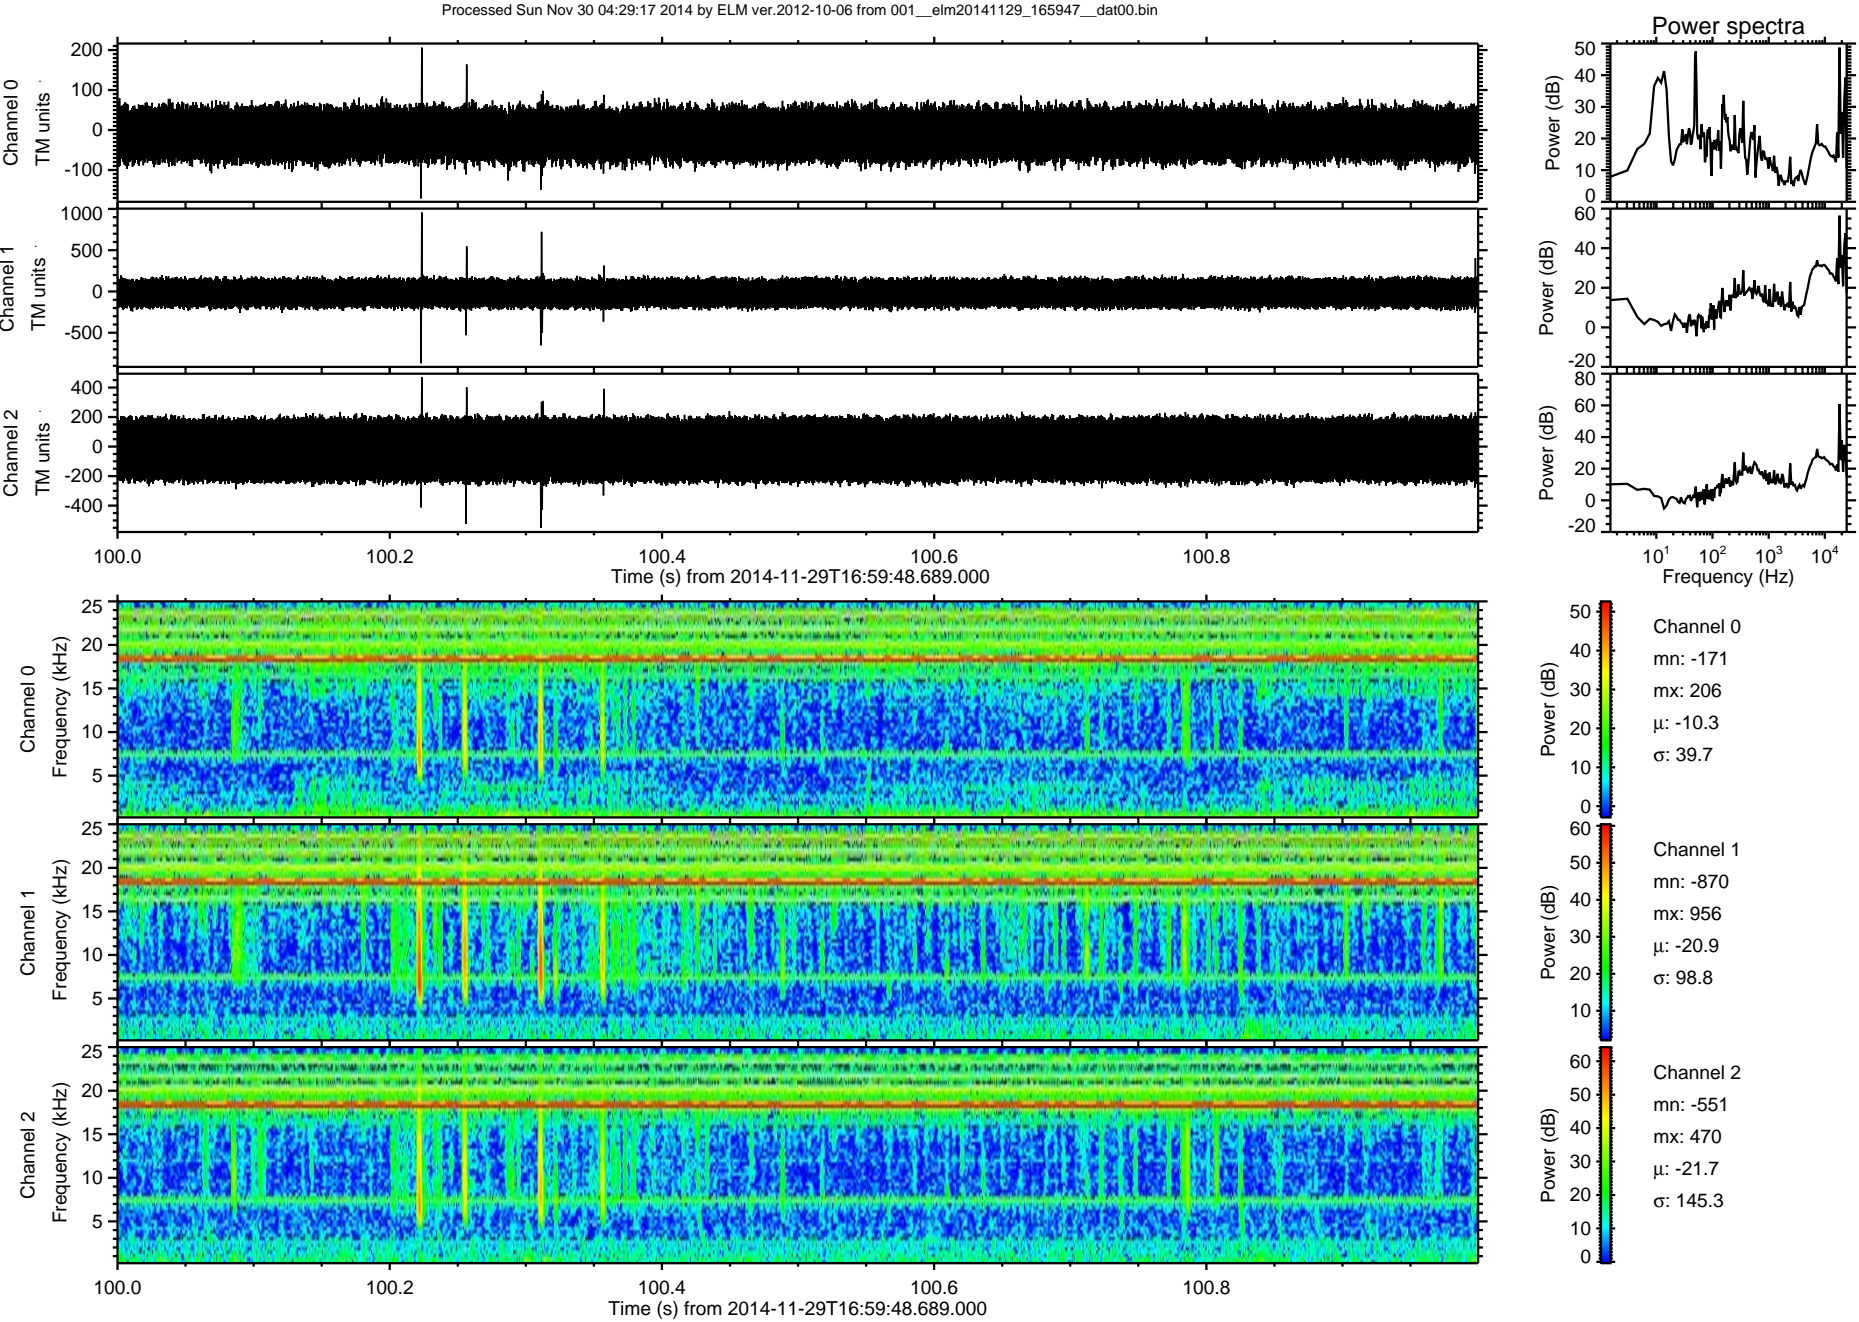 Processed Sun Nov 30 04:29:17 2014 by ELM ver.2012-10-06 from 001__elm20141129_165947__dat00.bin
Power spectra
Channel 0
TM units
200
100
0
-100
Power (dB)
50
40
30
20
10
0
Channel 1
TM units
1000
500
0
-500
Power (dB)
60
40
20
0
-20
Channel 2
TM units
400
200
0
-200
-400
Power (dB)
80
60
40
20
0
-20
100.0 100.2 100.4 100.6 100.8
Time (s) from 2014-11-29T16:59:48.689.000
10¹ 10² 10³ 10⁴
Frequency (Hz)
Channel 0
Frequency (kHz)
25
20
15
10
5
Power (dB)
50
40
30
20
10
0
Channel 0
mn: -171
mx: 206
μ: -10.3
σ: 39.7
Channel 1
Frequency (kHz)
25
20
15
10
5
Power (dB)
60
50
40
30
20
10
Channel 1
mn: -870
mx: 956
μ: -20.9
σ: 98.8
Channel 2
Frequency (kHz)
25
20
15
10
5
Power (dB)
60
50
40
30
20
10
0
Channel 2
mn: -551
mx: 470
μ: -21.7
σ: 145.3
100.0 100.2 100.4 100.6 100.8
Time (s) from 2014-11-29T16:59:48.689.000